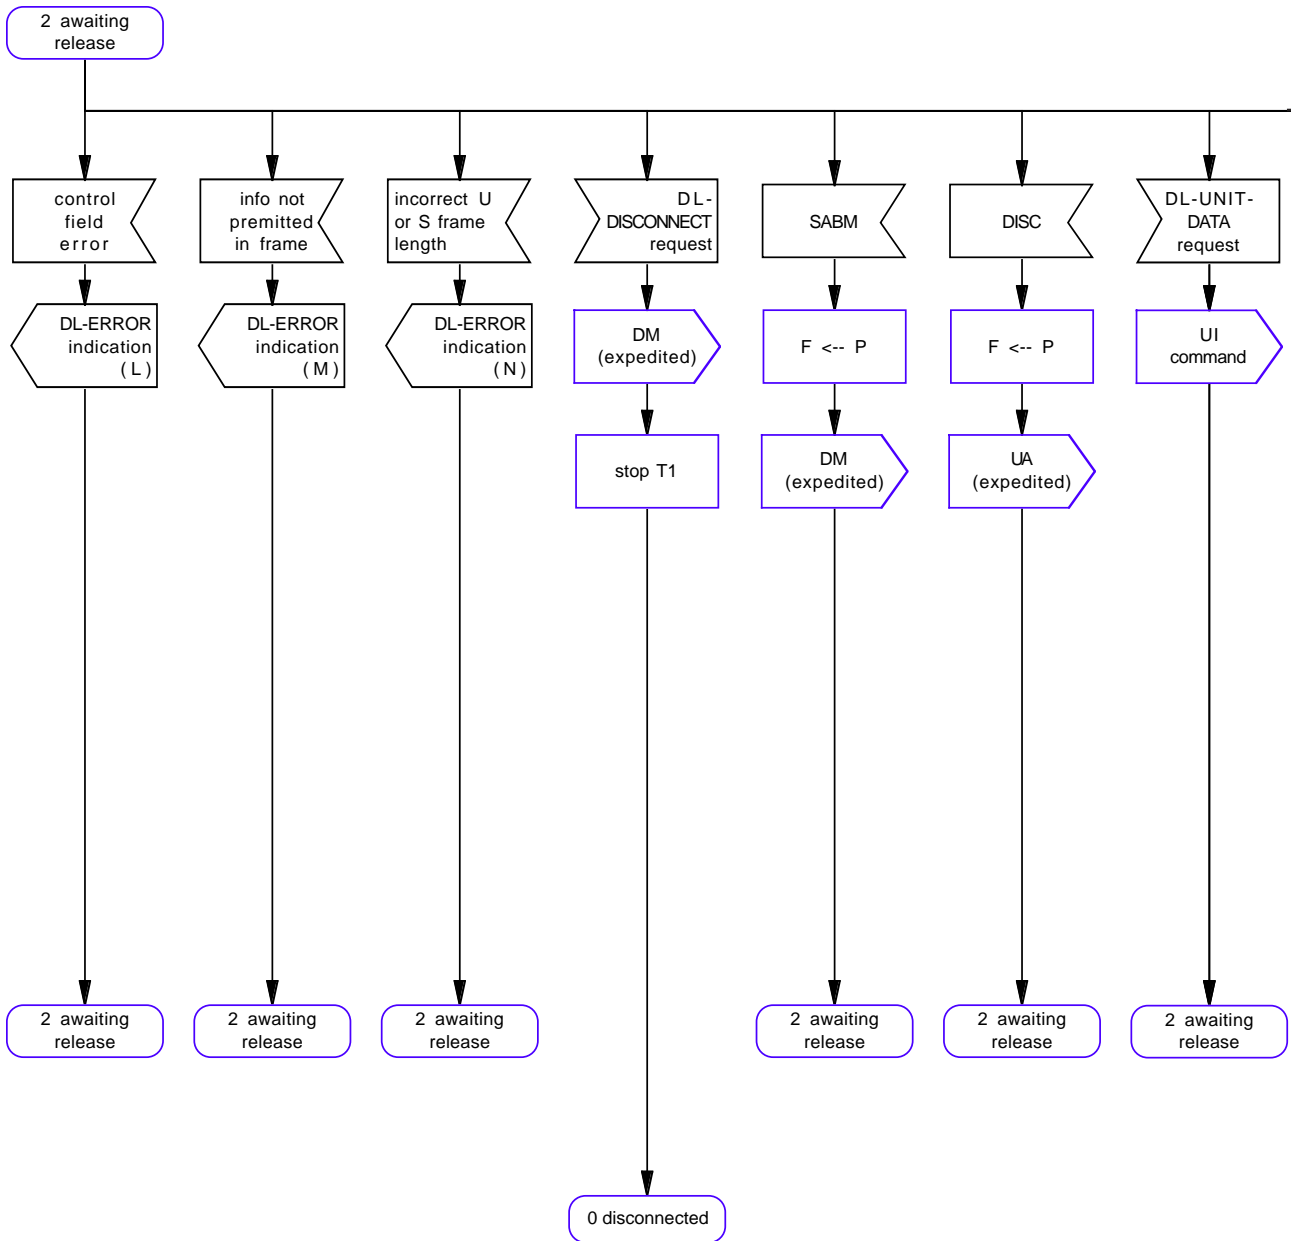 2 awaiting
release
control
field
error
info not
premitted
in frame
incorrect U
or S frame
length
DL-
DISCONNECT
request
SABM
DISC
DL-UNIT-
DATA
request
DL-ERROR
indication
(L)
DL-ERROR
indication
(M)
DL-ERROR
indication
(N)
DM
(expedited)
F <-- P
F <-- P
UI
command
stop T1
DM
(expedited)
UA
(expedited)
2 awaiting
release
2 awaiting
release
2 awaiting
release
2 awaiting
release
2 awaiting
release
2 awaiting
release
0 disconnected